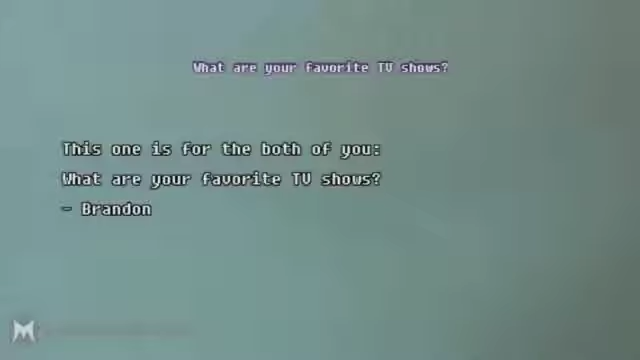 What are your favorite TV shows?
This one is for the both of you:
What are your favorite TV shows?
- Brandon
M